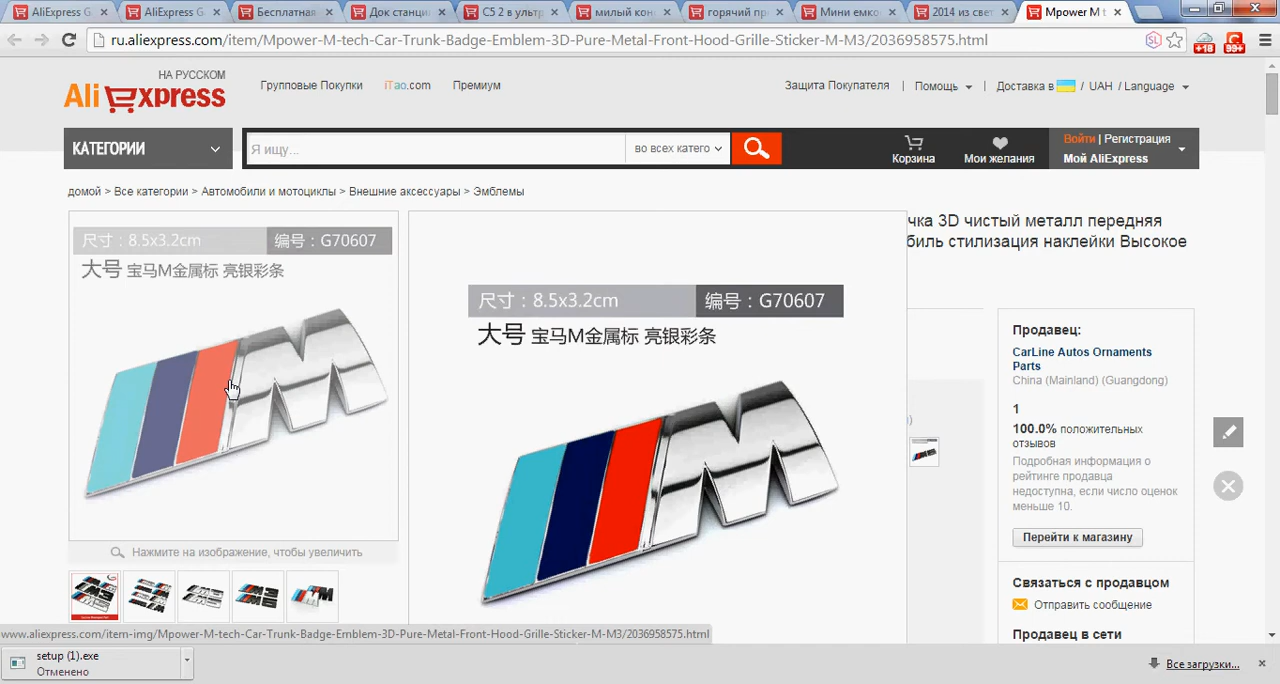 AliExpress G
AliExpress G
Бесплатная
Док станци
C5 2 в ультр
милый кон
горячий пр
Мини емко
2014 из свет
Mpower M t
ru.aliexpress.com/item/Mpower-M-tech-Car-Trunk-Badge-Emblem-3D-Pure-Metal-Front-Hood-Grille-Sticker-M-M3/2036958575.html
SL
+18
99+
НА РУССКОМ
AliExpress
Групповые Покупки
iTao.com
Премиум
Защита Покупателя | Помощь | Доставка в / UAH / Language
КАТЕГОРИИ
Я ищу...
во всех катего
Корзина
Мои желания
Войти | Регистрация
Мой AliExpress
домой > Все категории > Автомобили и мотоциклы > Внешние аксессуары > Эмблемы
尺寸：8.5x3.2cm
编号：G70607
大号 宝马M金属标 亮银彩条
尺寸：8.5x3.2cm
编号：G70607
大号 宝马M金属标 亮银彩条
чка 3D чистый металл передняя
биль стилизация наклейки Высокое
Продавец:
CarLine Autos Ornaments
Parts
China (Mainland) (Guangdong)
1
100.0% положительных
отзывов
Подробная информация о
рейтинге продавца
недоступна, если число оценок
меньше 10.
Перейти к магазину
Связаться с продавцом
Отправить сообщение
Продавец в сети
Нажмите на изображение, чтобы увеличить
www.aliexpress.com/item-img/Mpower-M-tech-Car-Trunk-Badge-Emblem-3D-Pure-Metal-Front-Hood-Grille-Sticker-M-M3/2036958575.html
setup (1).exe
Отменено
Все загрузки...